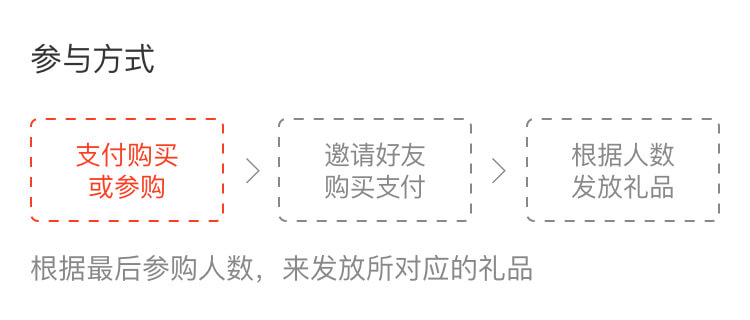 参与方式
支付购买
或参购
邀请好友
购买支付
根据人数
发放礼品
根据最后参购人数，来发放所对应的礼品